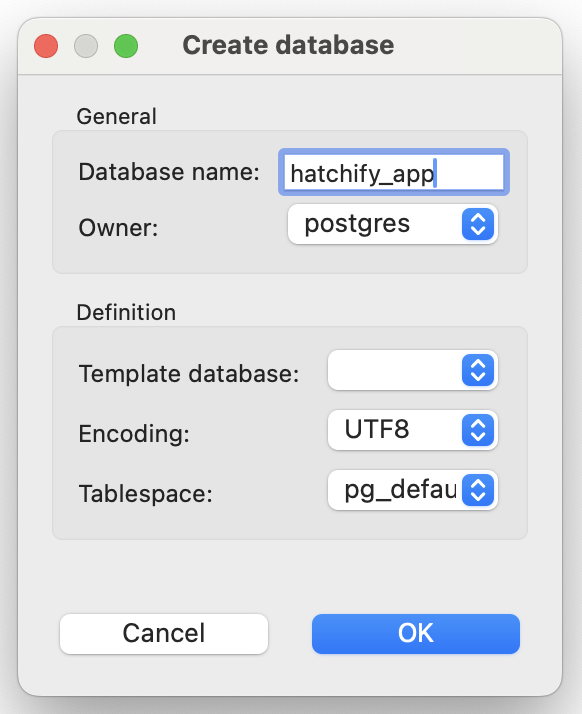 Create database
General
Database name: hatchify_app
Owner: postgres
Definition
Template database:
Encoding: UTF8
Tablespace: pg_defau
Cancel OK